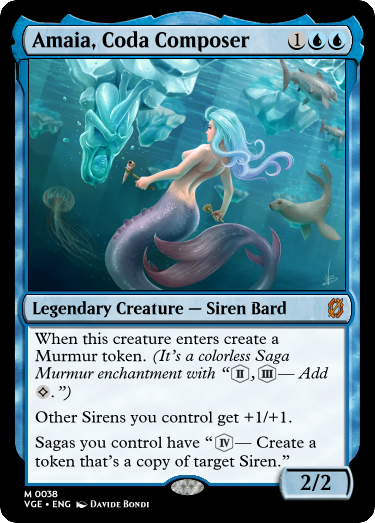 Amaia, Coda Composer 1
Legendary Creature — Siren Bard
When this creature enters create a
Murmur token. (It's a colorless Saga
Murmur enchantment with “II, III— Add
.”)
Other Sirens you control get +1/+1.
Sagas you control have “IV— Create a
token that's a copy of target Siren.”
2/2
M 0038
VGE • ENG Davide Bondi